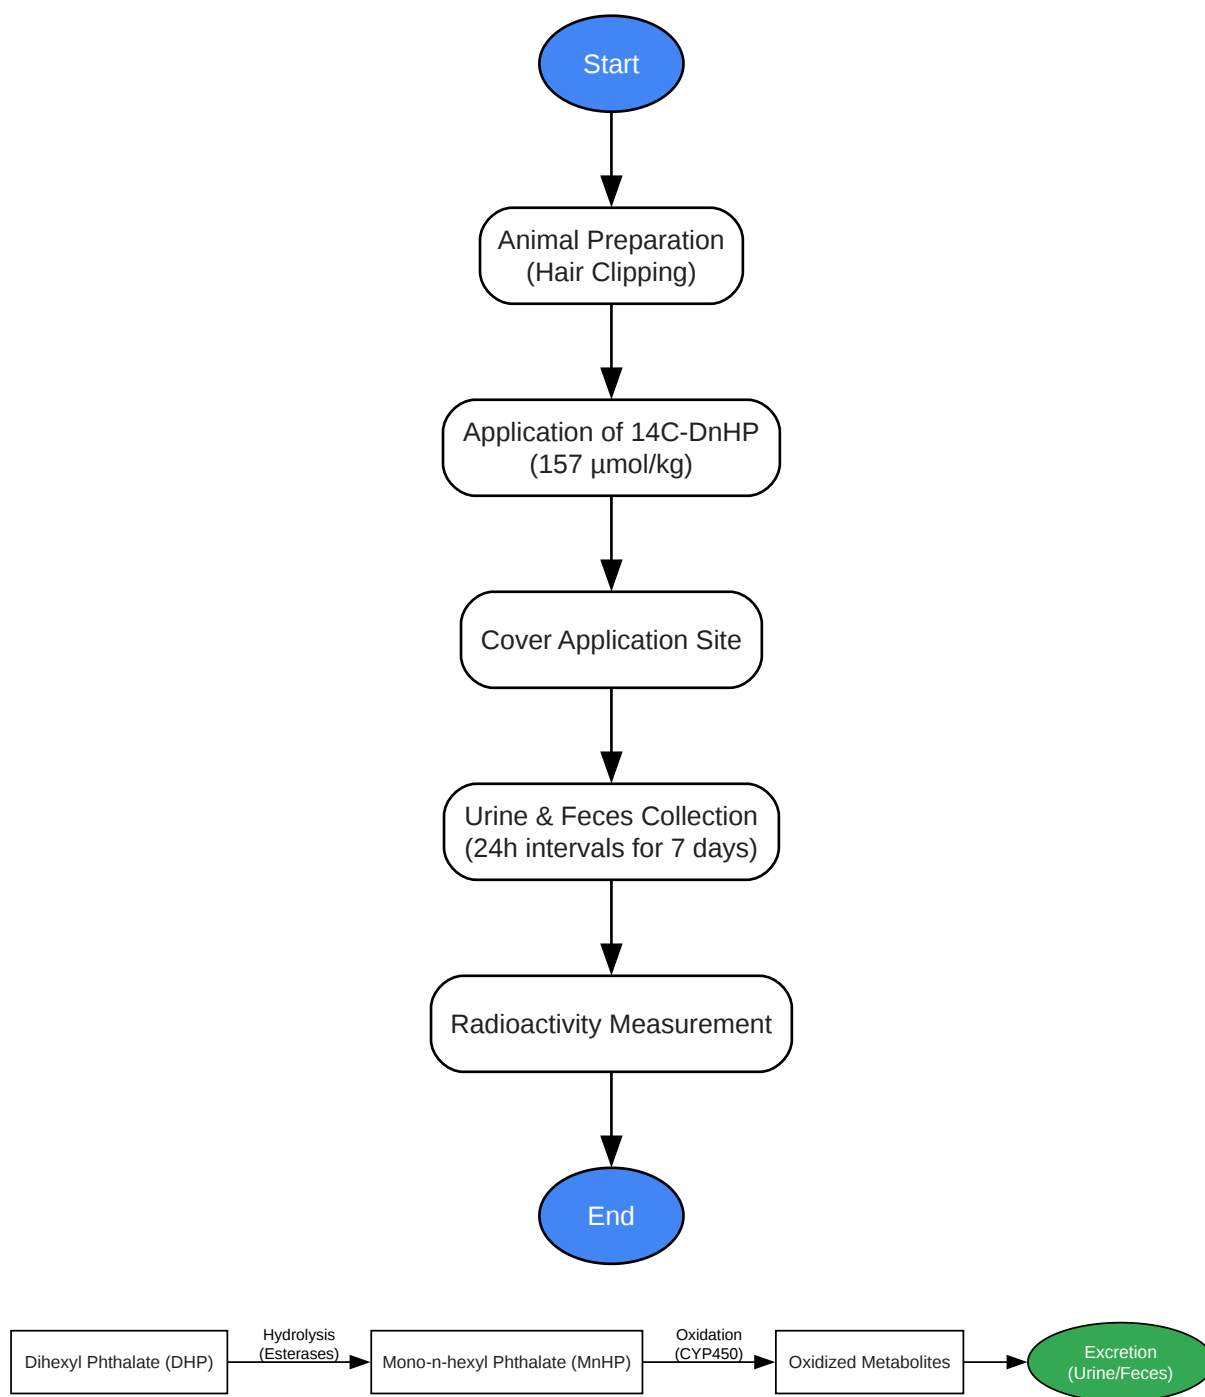 Start
Animal Preparation
(Hair Clipping)
Application of 14C-DnHP
(157 µmol/kg)
Cover Application Site
Urine & Feces Collection
(24h intervals for 7 days)
Radioactivity Measurement
End
Dihexyl Phthalate (DHP)
Hydrolysis
(Esterases)
Mono-n-hexyl Phthalate (MnHP)
Oxidation
(CYP450)
Oxidized Metabolites
Excretion
(Urine/Feces)